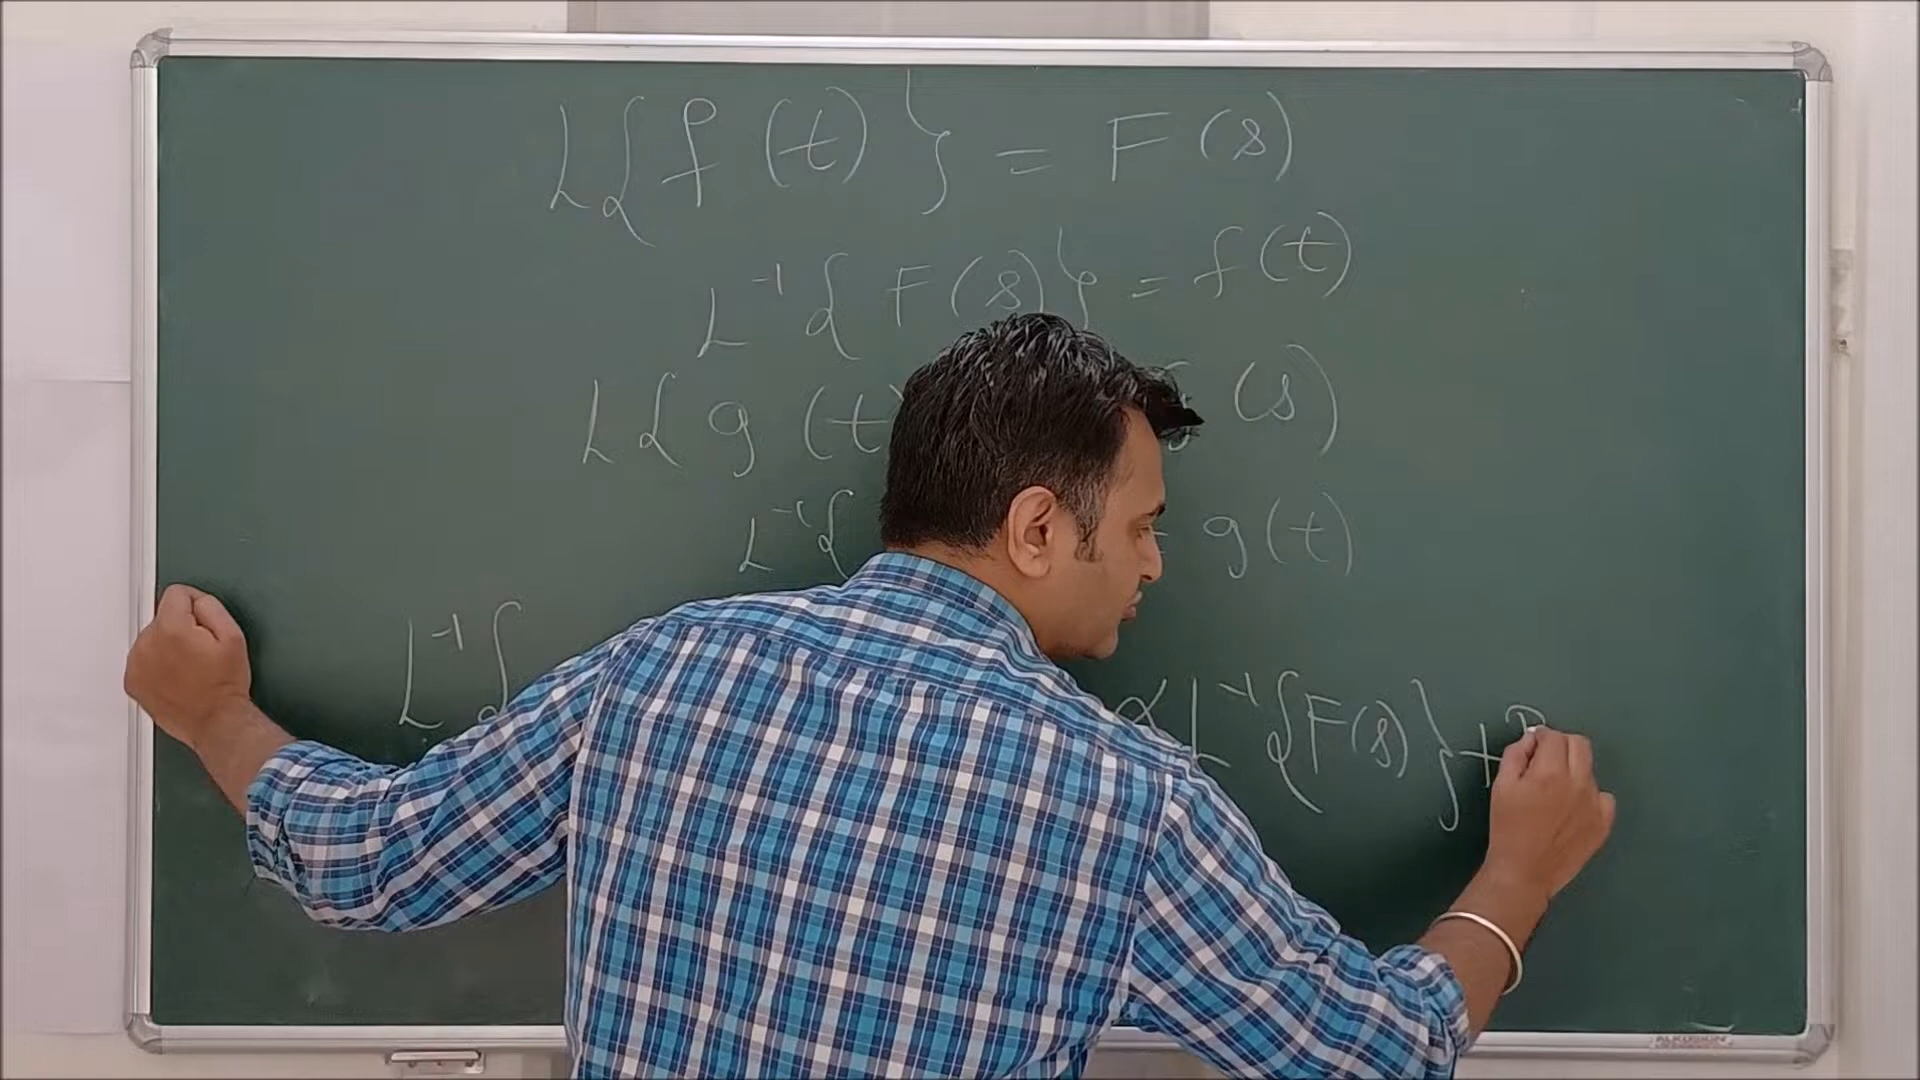 L{f(t)} = F(s)
L⁻¹{F(s)} = f(t)
L{g(t (s)
L⁻¹{ = g(t)
L⁻¹{ αL⁻¹{F(s)}+